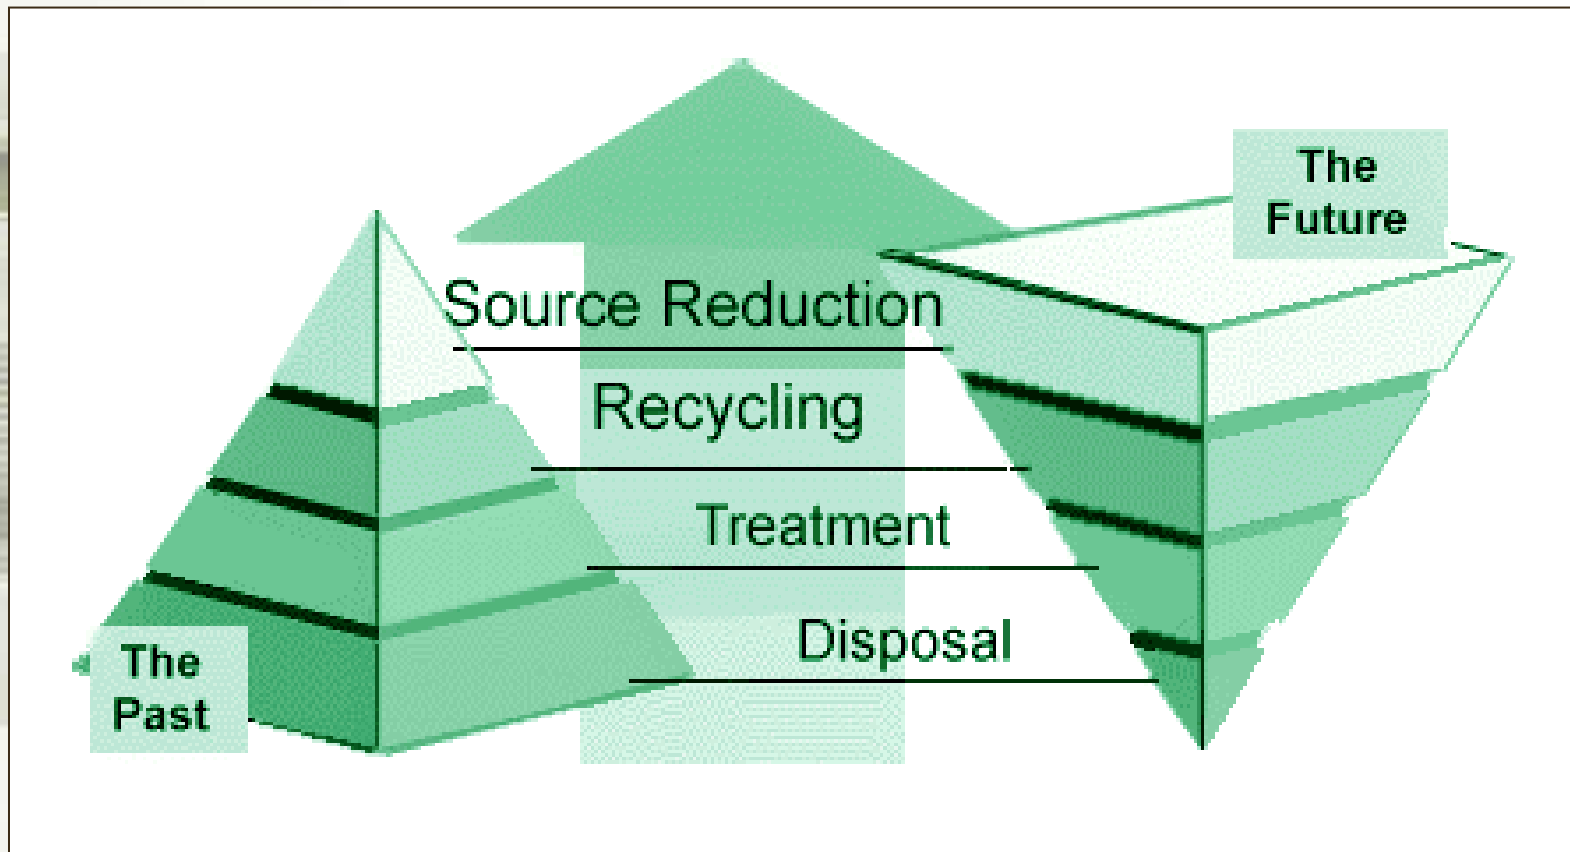 The
Future
Source Reduction
Recycling
Treatment
Disposal
The
Past